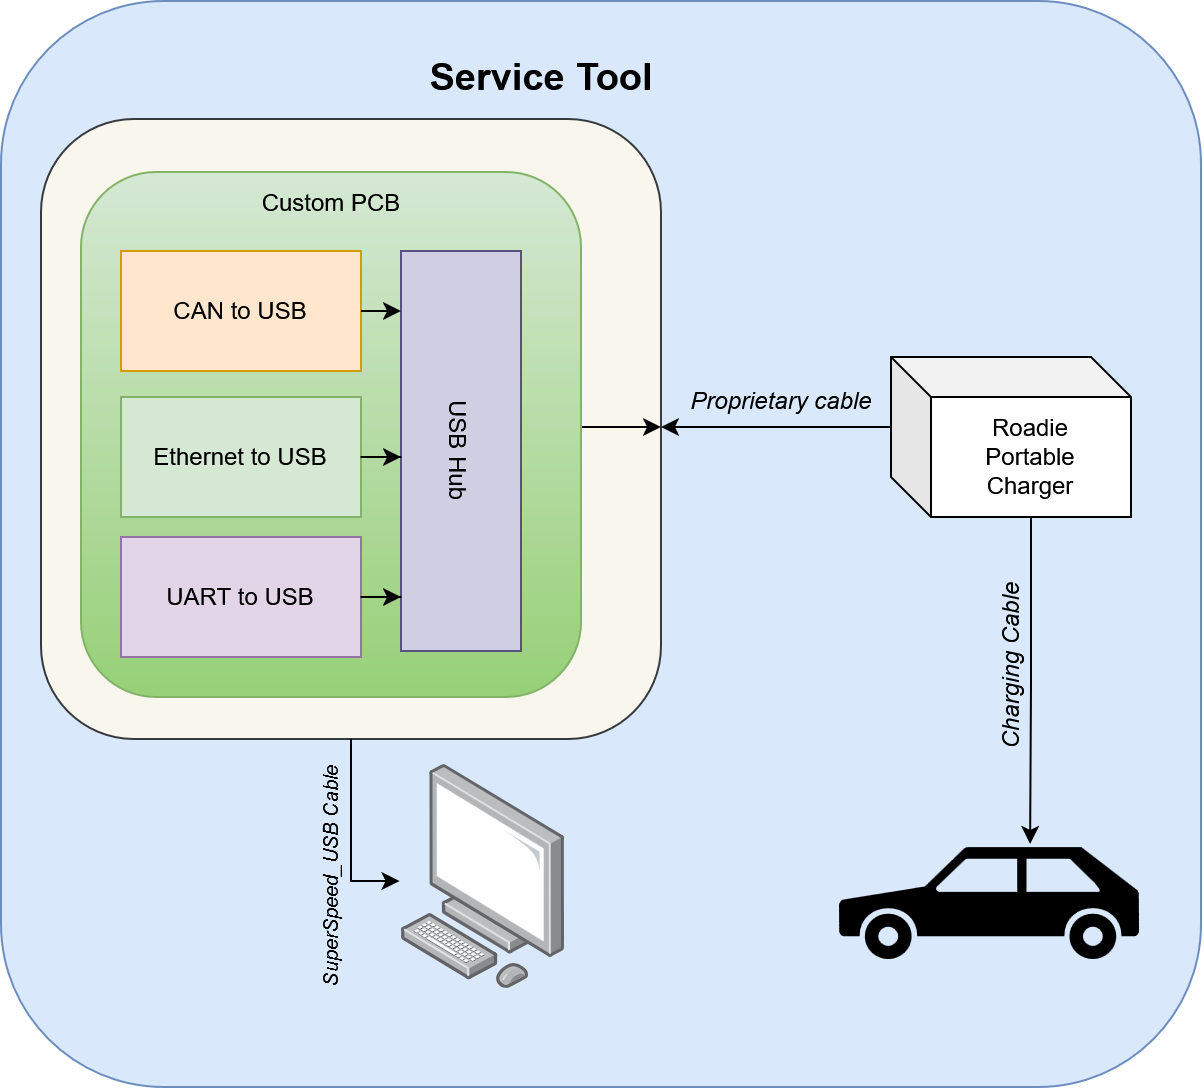 Service Tool
Custom PCB
CAN to USB
Ethernet to USB
UART to USB
USB Hub
Proprietary cable
Roadie
Portable
Charger
Charging Cable
SuperSpeed_USB Cable